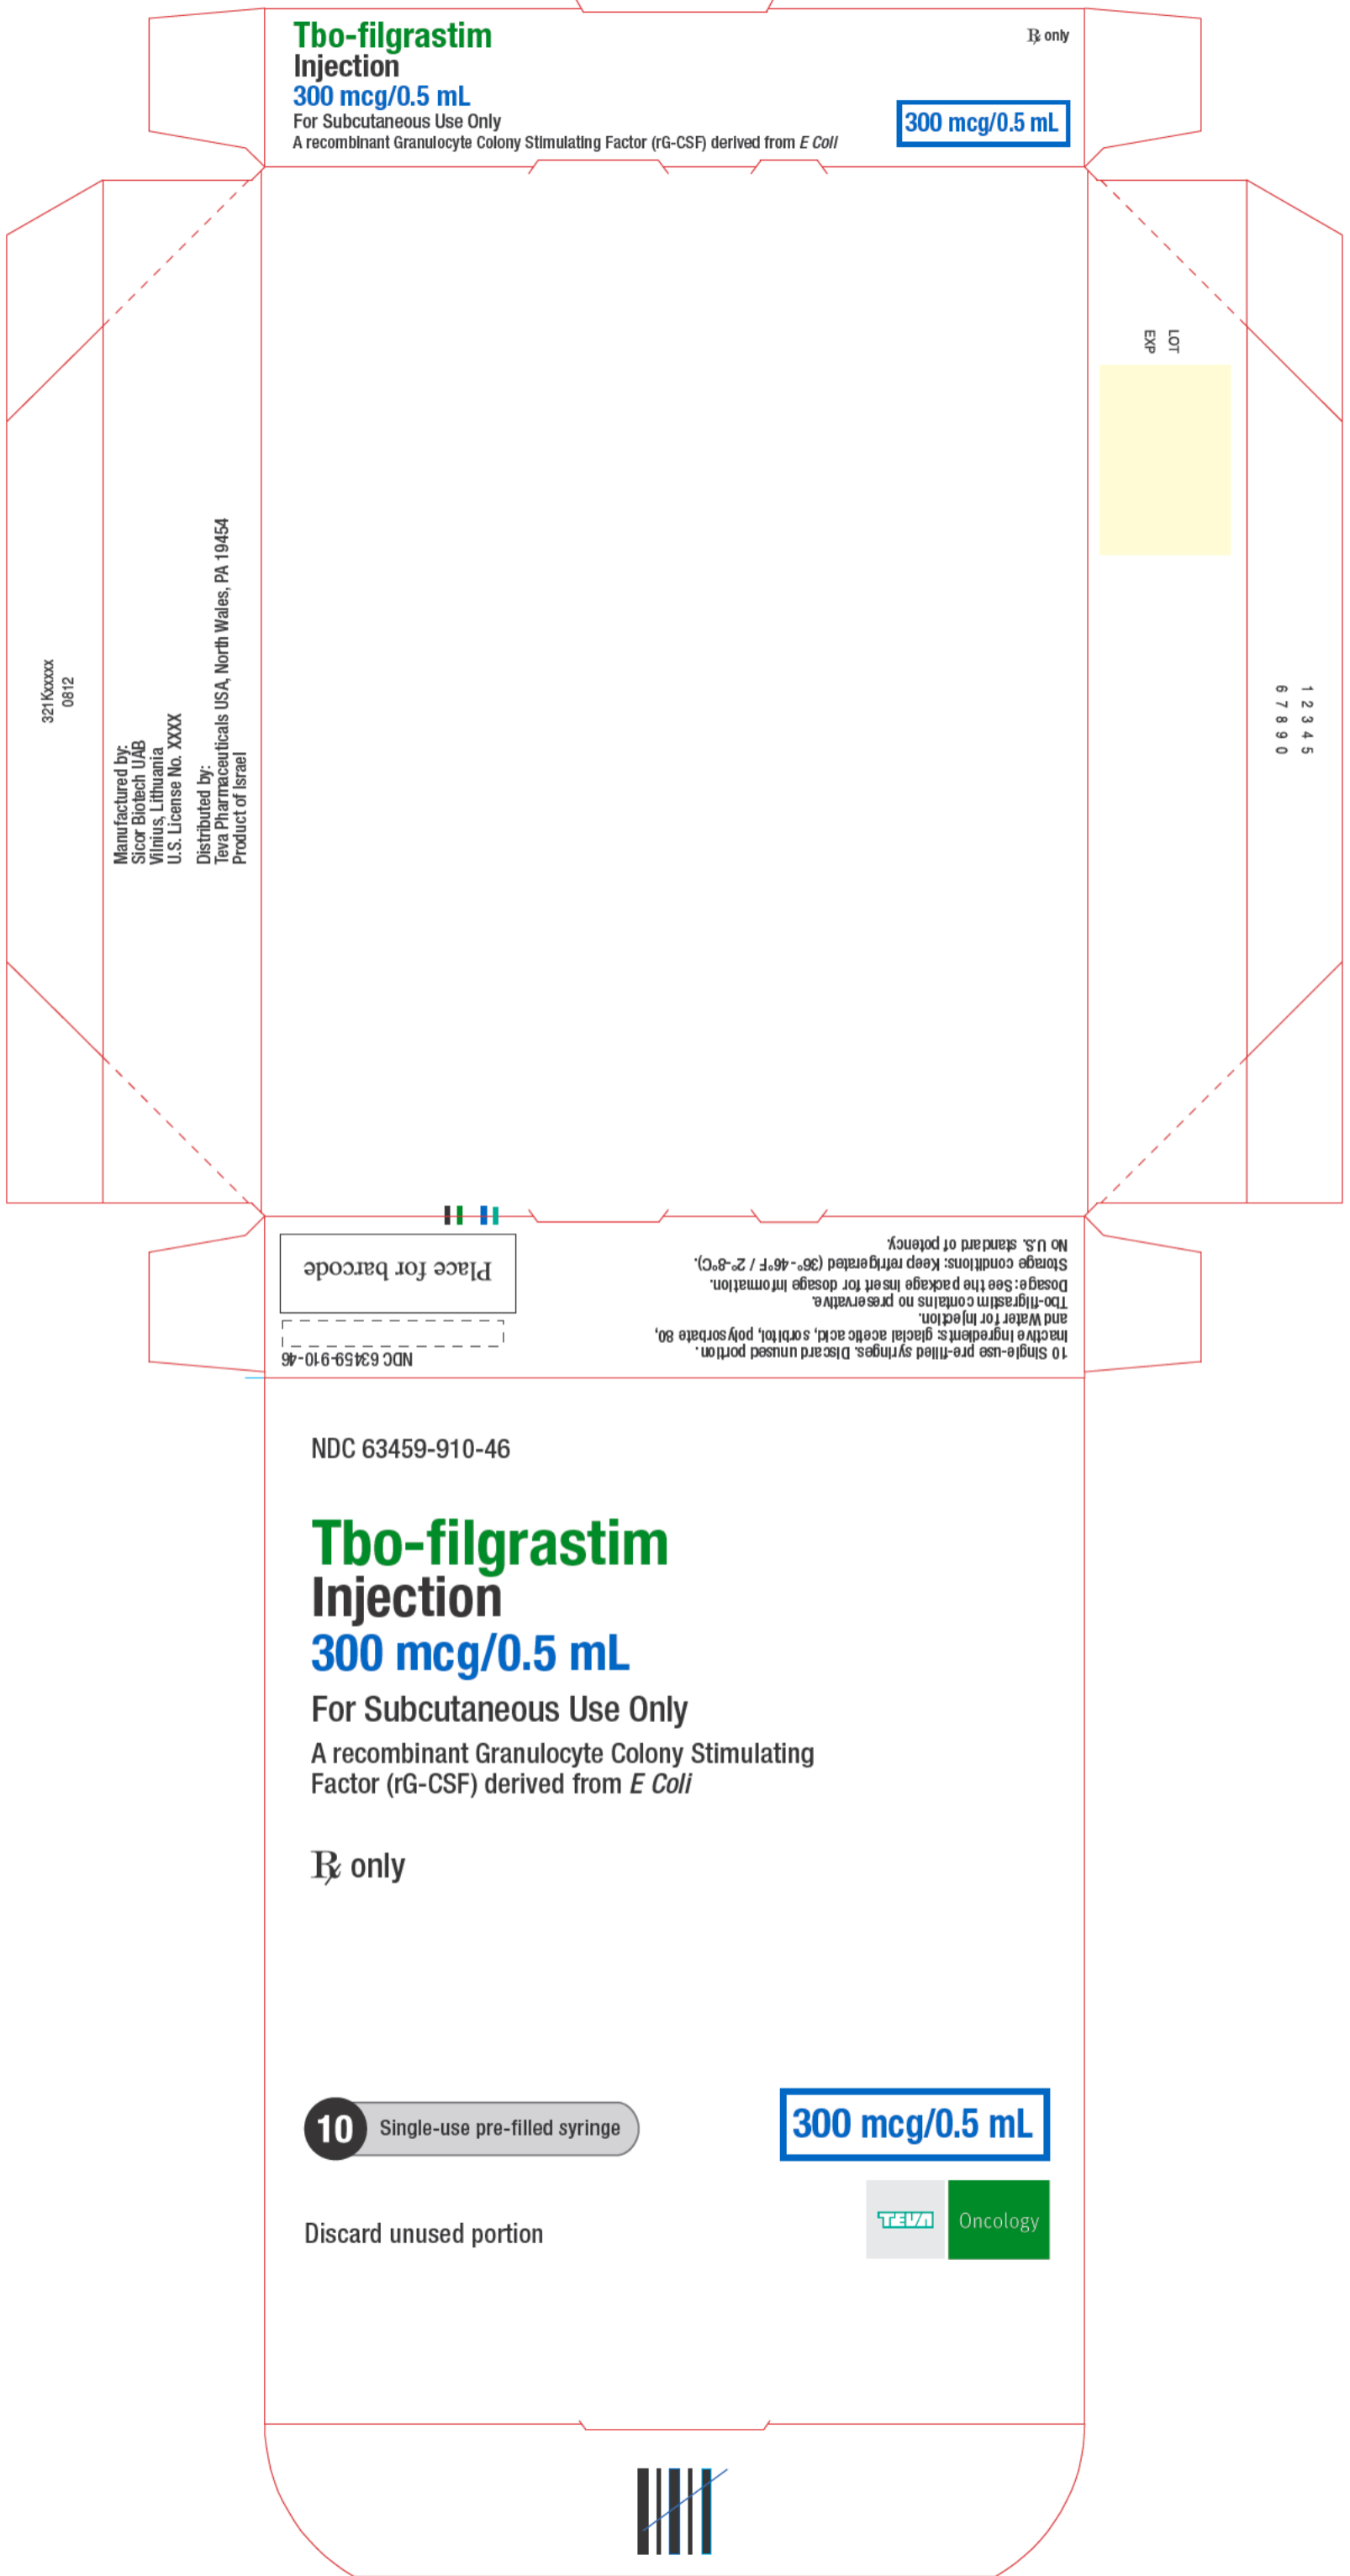 Tbo-filgrastim
Injection
300 mcg/0.5 mL
For Subcutaneous Use Only
A recombinant Granulocyte Colony Stimulating Factor (rG-CSF) derived from E Coli
℞ only
300 mcg/0.5 mL
321Kxxxxx
0812
Manufactured by:
Sicor Biotech UAB
Vilnius, Lithuania
U.S. License No. XXXX
Distributed by:
Teva Pharmaceuticals USA, North Wales, PA 19454
Product of Israel
LOT
EXP
1 2 3 4 5
6 7 8 9 0
10 Single-use pre-filled syringes. Discard unused portion.
Inactive Ingredients: glacial acetic acid, sorbitol, polysorbate 80,
and Water for Injection.
Tbo-filgrastim contains no preservative.
Dosage: See the package insert for dosage information.
Storage conditions: Keep refrigerated (36°-46°F / 2°-8°C).
No U.S. standard of potency.
NDC 63459-910-46
Place for barcode
NDC 63459-910-46
Tbo-filgrastim
Injection
300 mcg/0.5 mL
For Subcutaneous Use Only
A recombinant Granulocyte Colony Stimulating
Factor (rG-CSF) derived from E Coli
℞ only
10 Single-use pre-filled syringe
300 mcg/0.5 mL
Discard unused portion
TEVA Oncology